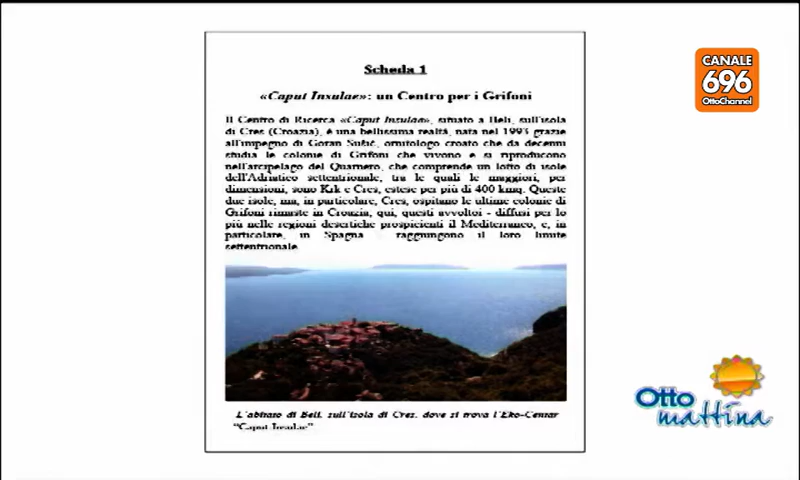 Scheda 1
«Caput Insulae»: un Centro per i Grifoni
Il Centro di Ricerca «Caput Insulae», situato a Beli, sull'isola
di Cres (Croazia), è una bellissima realtà, nata nel 1993 grazie
all'impegno di Goran Sušić, ornitologo croato che da decenni
studia le colonie di Grifoni che vivono e si riproducono
nell'arcipelago del Quarnero, che comprende un lotto di isole
dell'Adriatico settentrionale, tra le quali le maggiori, per
dimensioni, sono Krk e Cres, estese per più di 400 kmq. Queste
due isole, ma, in particolare, Cres, ospitano le ultime colonie di
Grifoni rimaste in Croazia, qui, questi avvoltoi - diffusi per lo
più nelle regioni desertiche prospicienti il Mediterraneo, e, in
particolare, in Spagna raggiungono il loro limite
settentrionale
L'abitato di Beli, sull'isola di Cres, dove si trova l'Eko-Centar
"Caput Insulae"
CANALE
696
OttoChannel
Otto
mattina